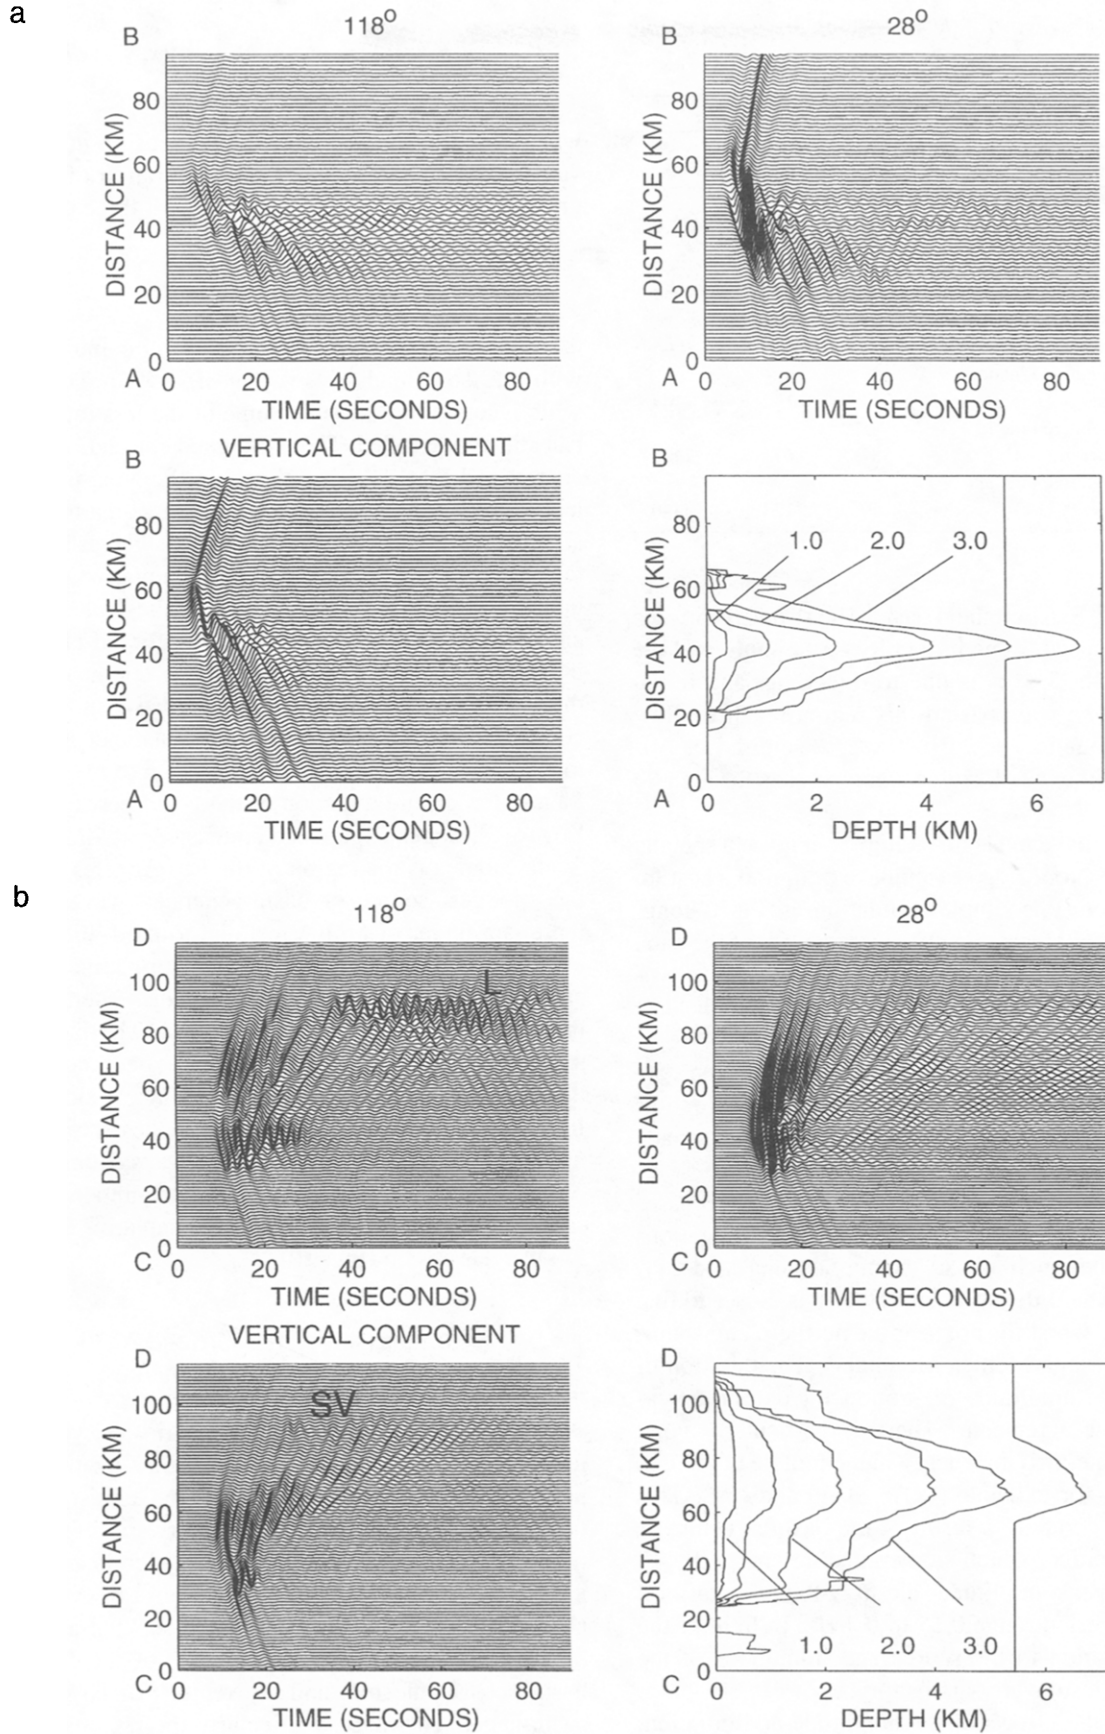 a
118°
28°
B
B
DISTANCE (KM)
80
60
40
20
0
A
0 20 40 60 80
TIME (SECONDS)
DISTANCE (KM)
80
60
40
20
0
A
0 20 40 60 80
TIME (SECONDS)
VERTICAL COMPONENT
B
B
DISTANCE (KM)
80
60
40
20
0
A
0 20 40 60 80
TIME (SECONDS)
DISTANCE (KM)
80
60
40
20
0
1.0 2.0 3.0
A
0 2 4 6
DEPTH (KM)
b
118°
28°
D
D
DISTANCE (KM)
100
80
60
40
20
0
L
C
0 20 40 60 80
TIME (SECONDS)
DISTANCE (KM)
100
80
60
40
20
0
C
0 20 40 60 80
TIME (SECONDS)
VERTICAL COMPONENT
D
D
DISTANCE (KM)
100
80
60
40
20
0
SV
C
0 20 40 60 80
TIME (SECONDS)
DISTANCE (KM)
100
80
60
40
20
0
1.0 2.0 3.0
C
0 2 4 6
DEPTH (KM)